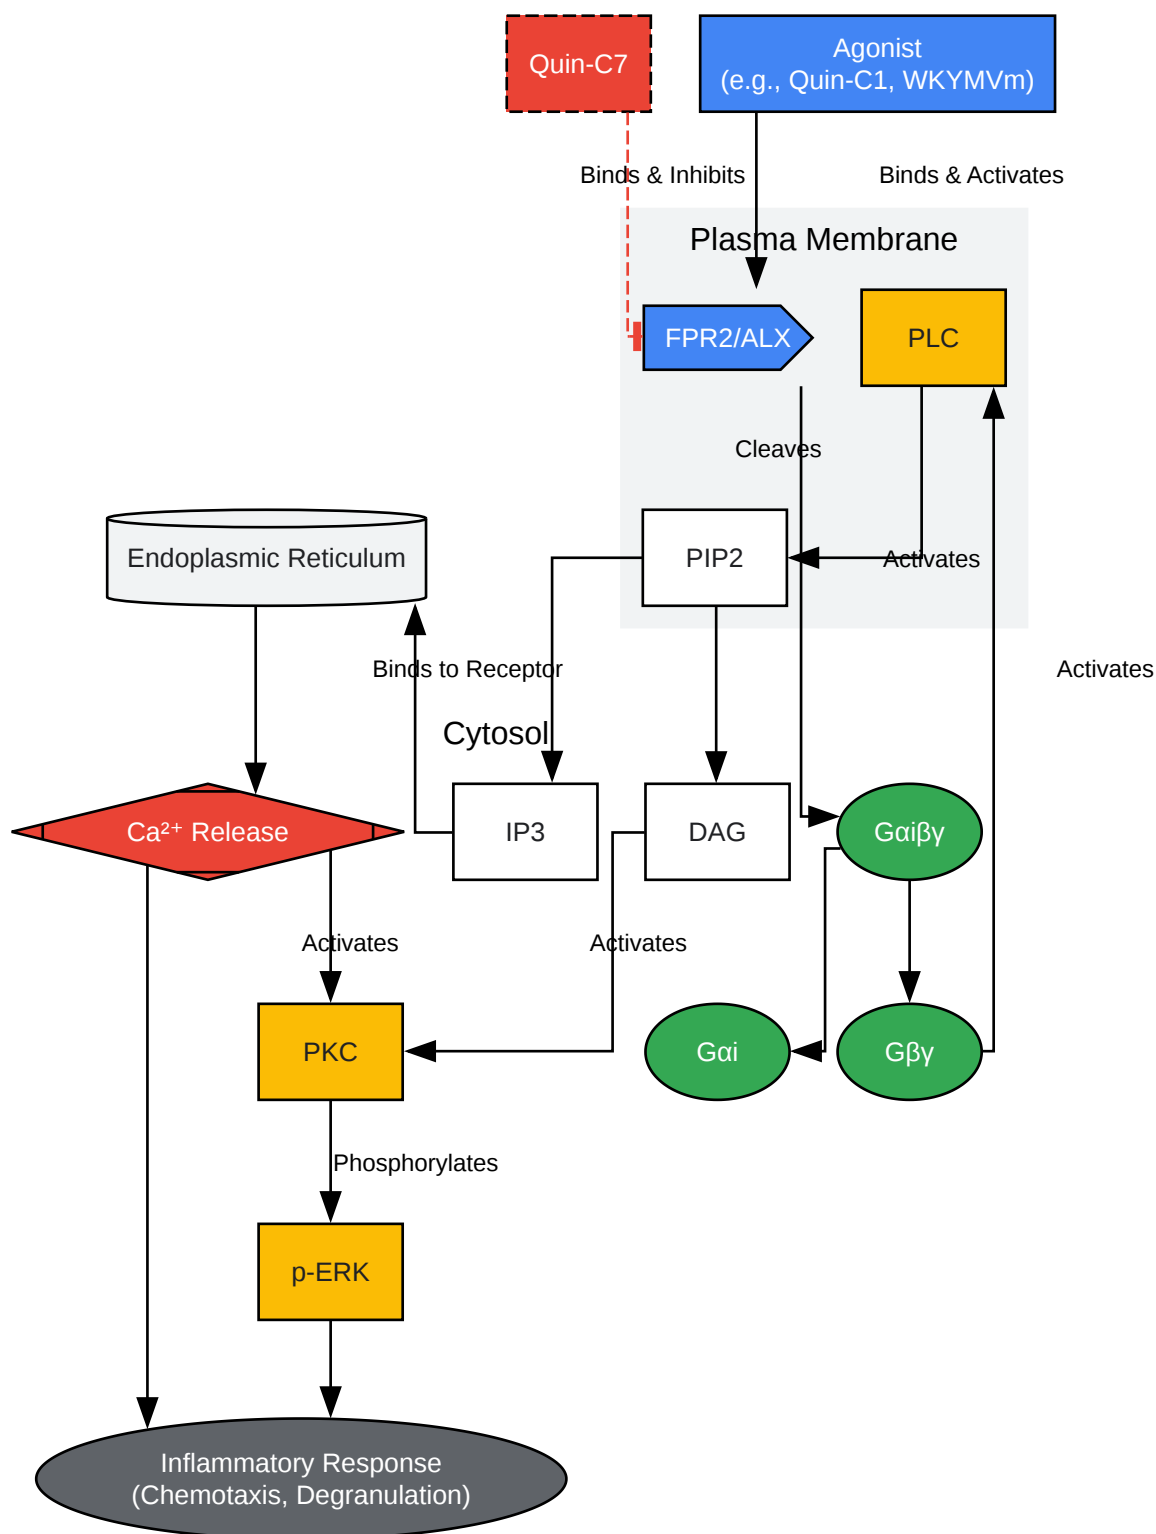 Quin-C7
Agonist
(e.g., Quin-C1, WKYMVm)
Binds & Inhibits
Binds & Activates
Plasma Membrane
FPR2/ALX
PLC
Cleaves
Endoplasmic Reticulum
PIP2
Activates
Binds to Receptor
Activates
Cytosol
Ca²⁺ Release
IP3
DAG
Gαiβγ
Activates
Activates
PKC
Gαi
Gβγ
Phosphorylates
p-ERK
Inflammatory Response
(Chemotaxis, Degranulation)